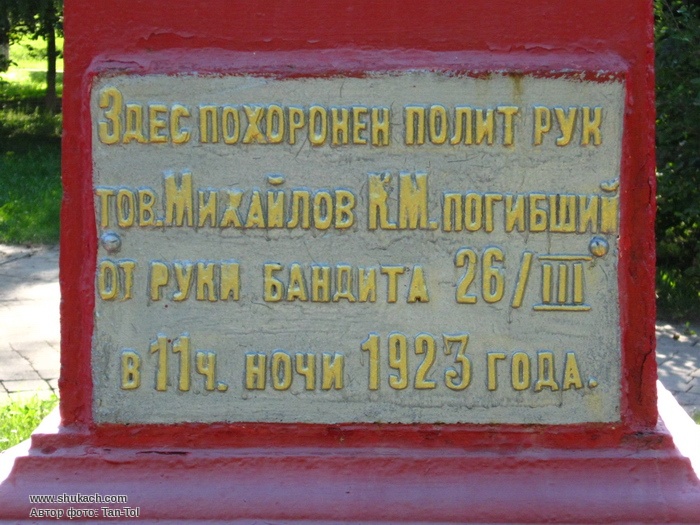 Здес похоронен полит рук
тов. Михайлов К.М. погибший
от руки бандита 26/III
в 11ч. ночи 1923 года.
www.shukach.com
Автор фото: Tan-Tol